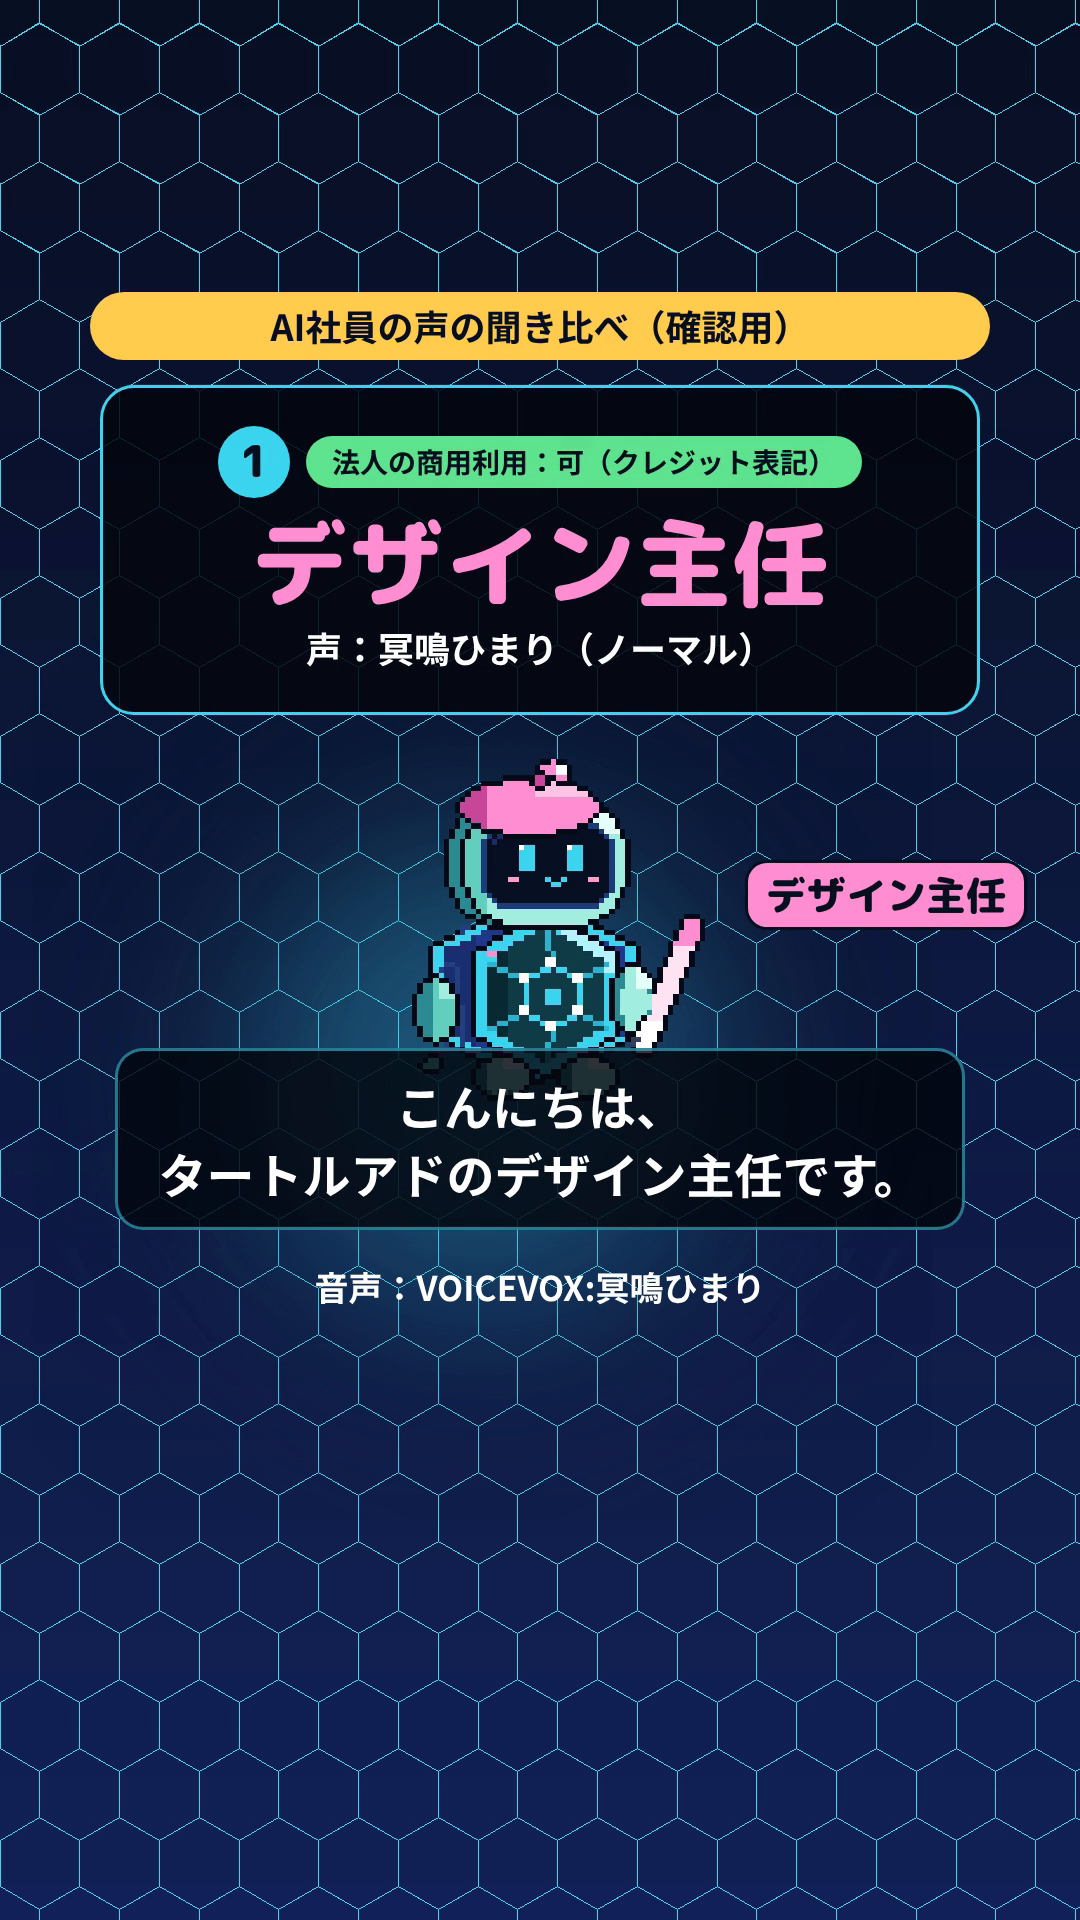 AI社員の声の聞き比べ（確認用）
1
法人の商用利用：可（クレジット表記）
デザイン主任
声：冥鳴ひまり（ノーマル）
デザイン主任
こんにちは、
タートルアドのデザイン主任です。
音声：VOICEVOX:冥鳴ひまり